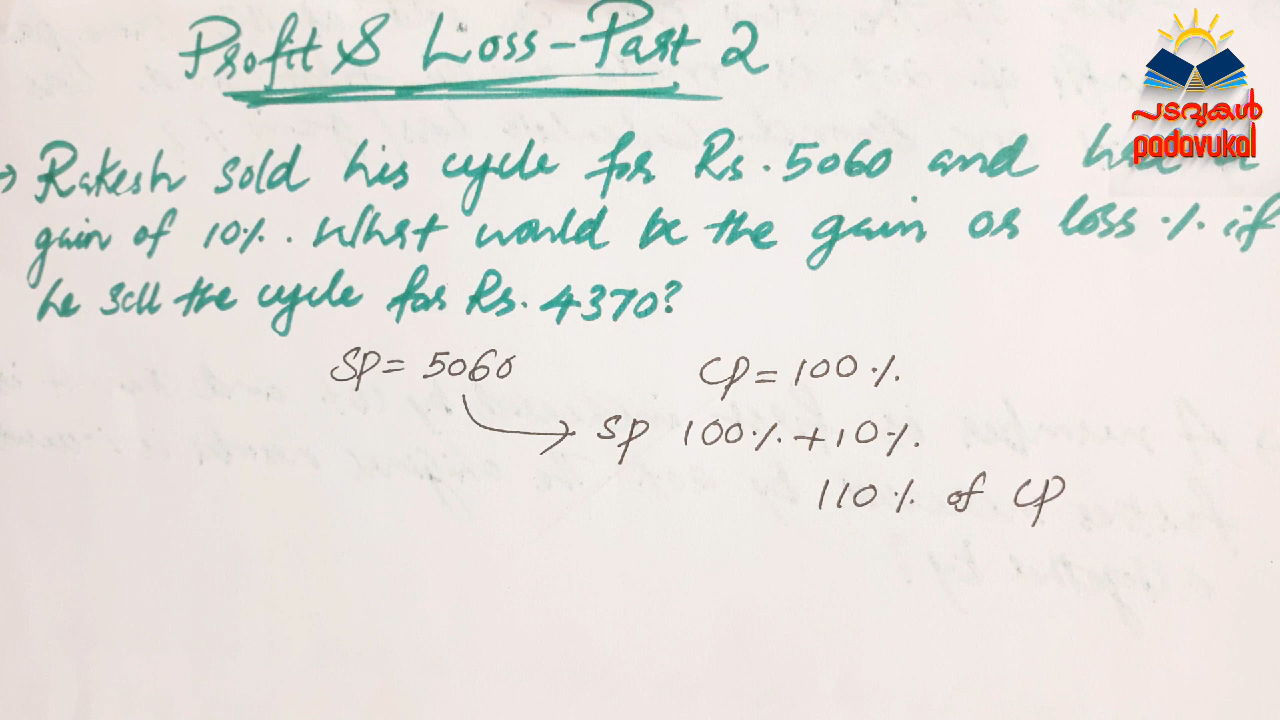 Profit & Loss - Part 2
പടവുകൾ
padavukal
Rakesh sold his cycle for Rs. 5060 and
gain of 10%. What would be the gain or loss % if
he sell the cycle for Rs. 4370?
SP = 5060 CP = 100 %
SP 100% + 10%
110% of CP